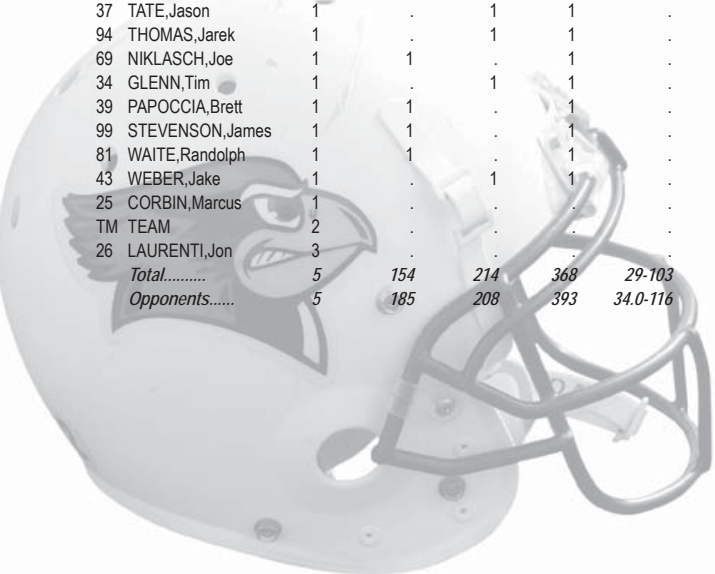 37 TATE,Jason 1 . 1 1 .
94 THOMAS,Jarek 1 . 1 1 .
69 NIKLASCH,Joe 1 1 . 1 .
34 GLENN,Tim 1 . 1 1 .
39 PAPOCCIA,Brett 1 1 . 1 .
99 STEVENSON,James 1 1 . 1 .
81 WAITE,Randolph 1 1 . 1 .
43 WEBER,Jake 1 . 1 1 .
25 CORBIN,Marcus 1 . . . .
TM TEAM 2 . . . .
26 LAURENTI,Jon 3 . . . .
Total.......... 5 154 214 368 29-103
Opponents...... 5 185 208 393 34.0-116